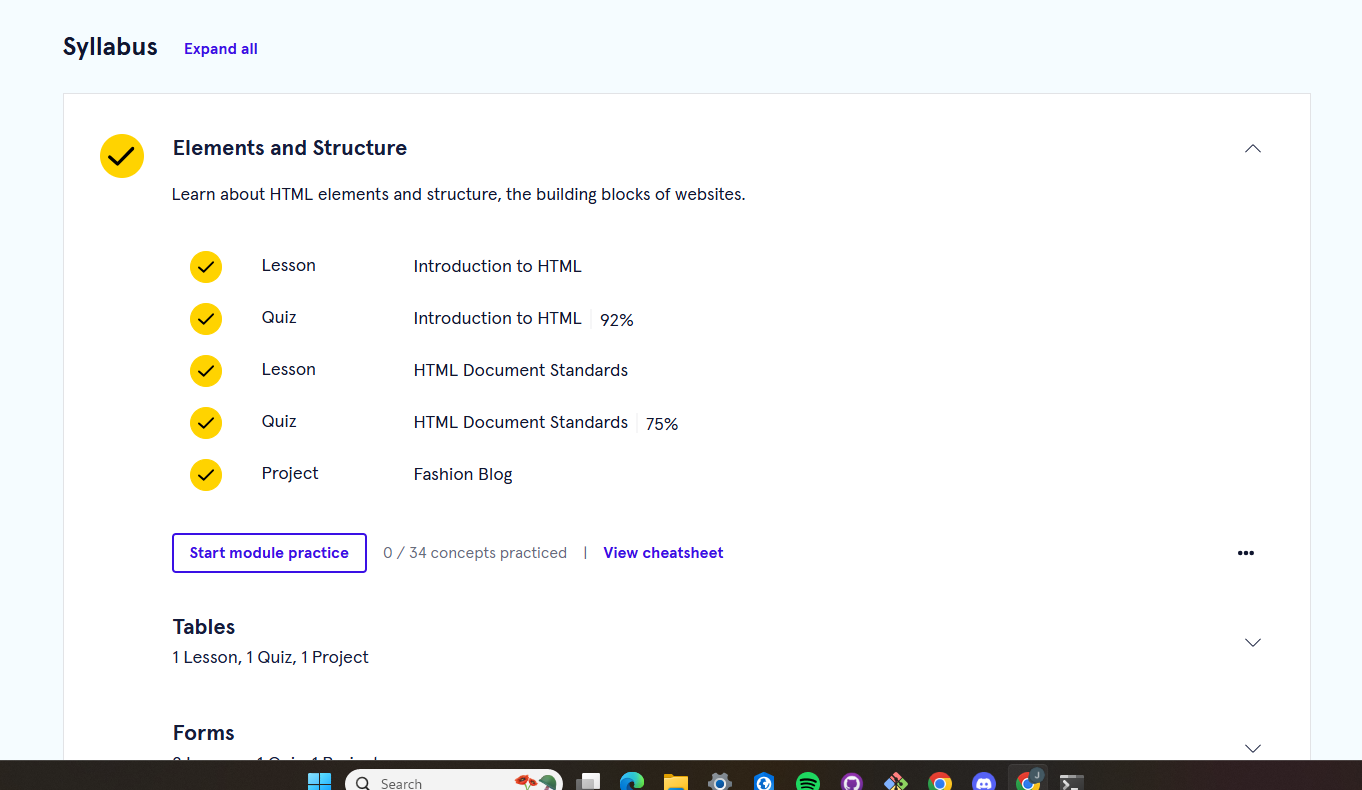 Syllabus Expand all
Elements and Structure
Learn about HTML elements and structure, the building blocks of websites.
Lesson Introduction to HTML
Quiz Introduction to HTML 92%
Lesson HTML Document Standards
Quiz HTML Document Standards 75%
Project Fashion Blog
Start module practice 0 / 34 concepts practiced | View cheatsheet
Tables
1 Lesson, 1 Quiz, 1 Project
Forms
Search J